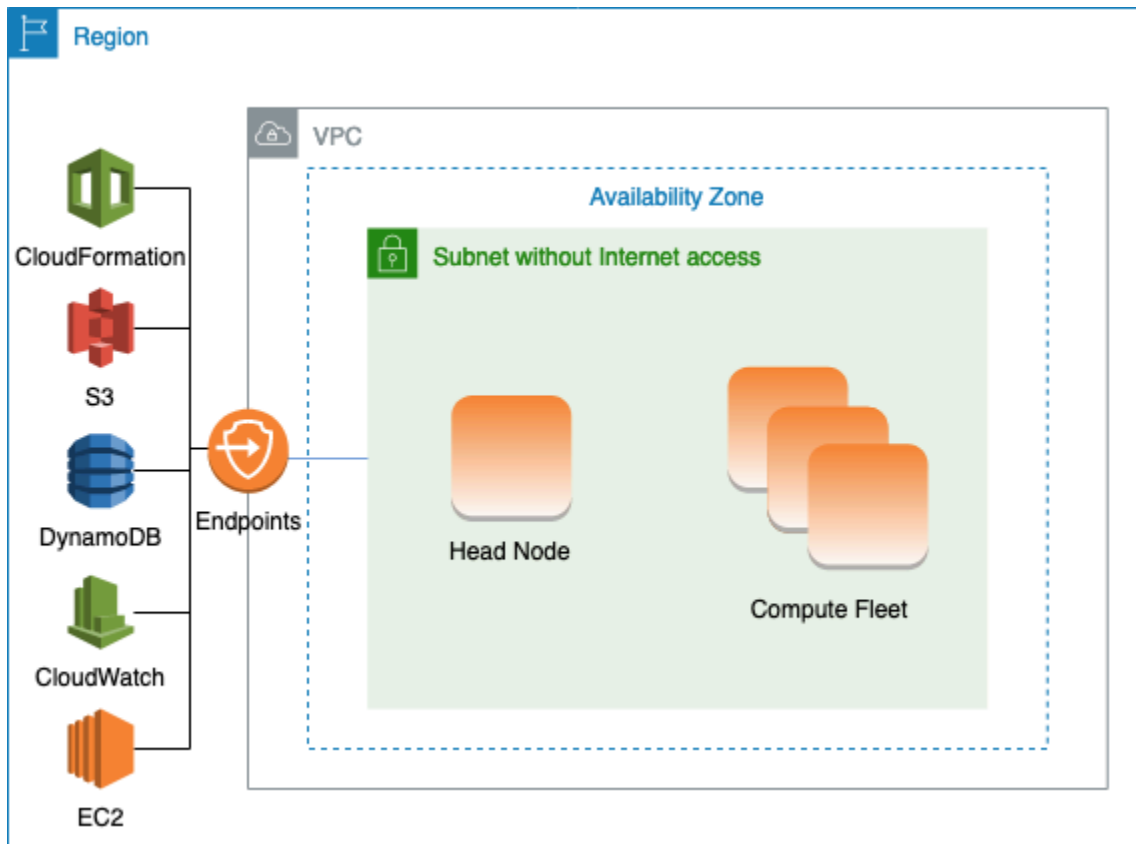 Region
VPC
Availability Zone
Subnet without Internet access
CloudFormation
S3
DynamoDB
CloudWatch
EC2
Endpoints
Head Node
Compute Fleet